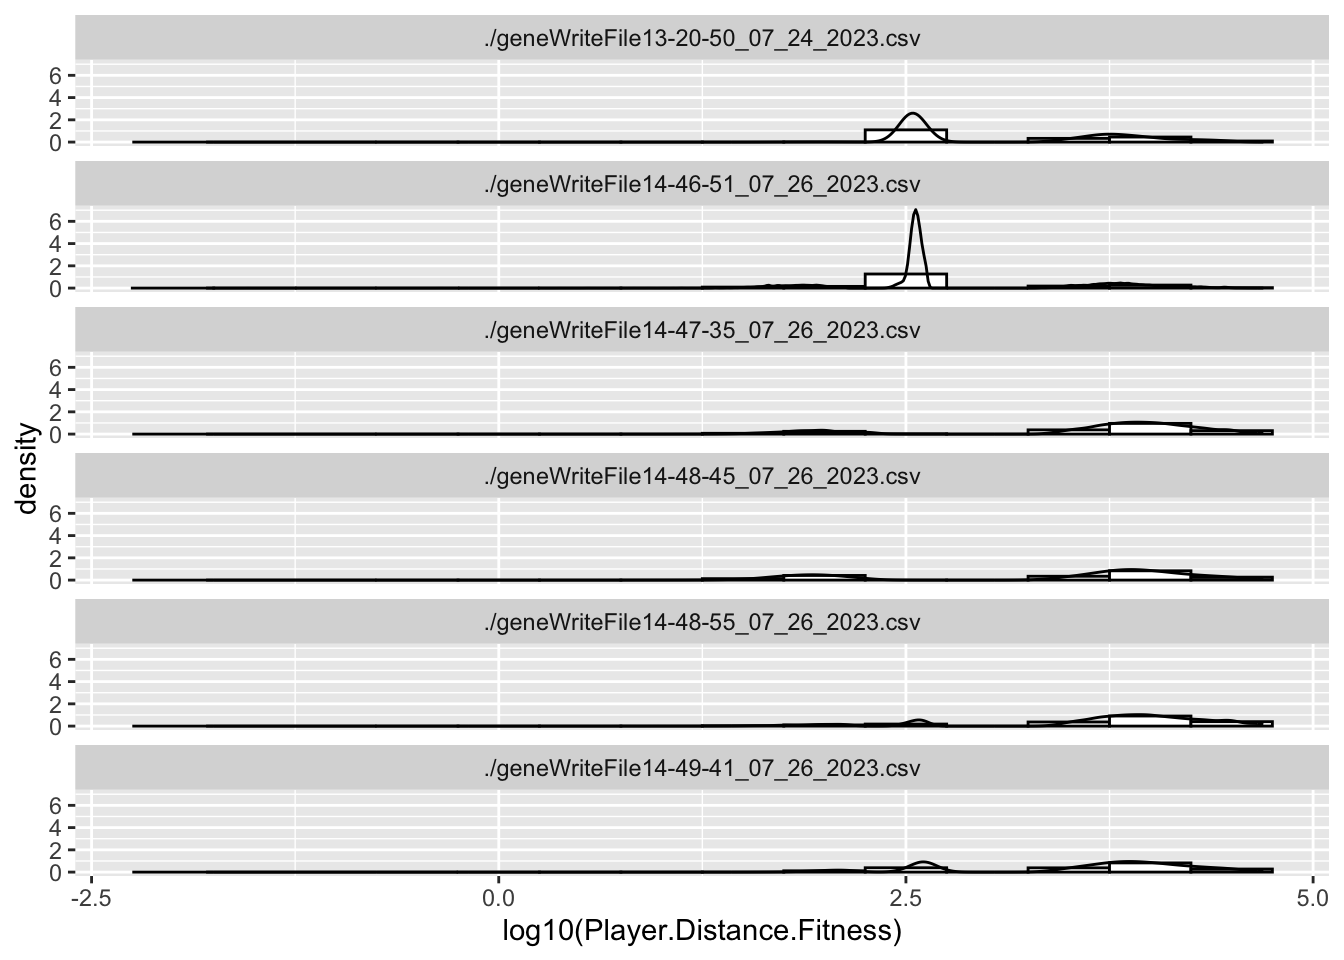 ./geneWriteFile13-20-50_07_24_2023.csv
6
4
2
0
./geneWriteFile14-46-51_07_26_2023.csv
6
4
2
0
./geneWriteFile14-47-35_07_26_2023.csv
6
4
2
0
density
./geneWriteFile14-48-45_07_26_2023.csv
6
4
2
0
./geneWriteFile14-48-55_07_26_2023.csv
6
4
2
0
./geneWriteFile14-49-41_07_26_2023.csv
6
4
2
0
-2.5 0.0 2.5 5.0
log10(Player.Distance.Fitness)